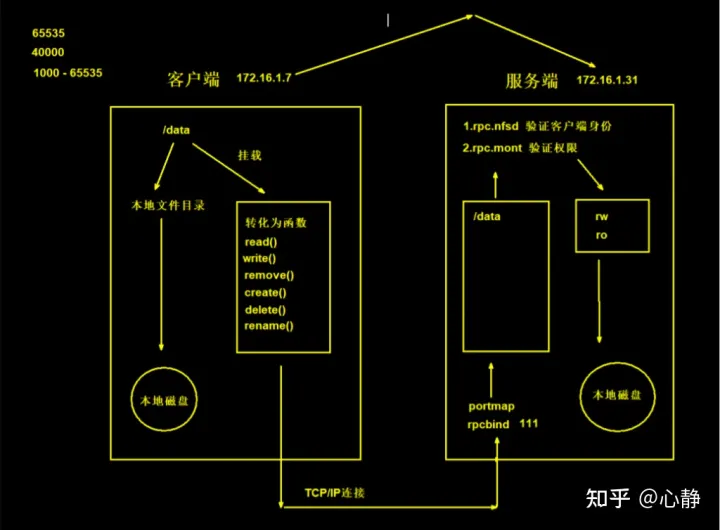 65535
40000
1000 - 65535
客户端 172.16.1.7
服务端 172.16.1.31
/data
挂载
本地文件目录
转化为函数
read()
write()
remove()
create()
delete()
rename()
本地磁盘
1.rpc.nfsd 验证客户端身份
2.rpc.mont 验证权限
/data
rw
ro
本地磁盘
portmap
rpcbind 111
TCP/IP连接
知乎 @心静